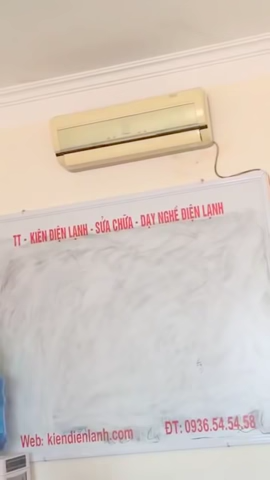 TT - KIÊN ĐIỆN LẠNH - SỬA CHỮA - DẠY NGHỀ ĐIỆN LẠNH
Web: kiendienlanh.com ĐT: 0936.54.54.58